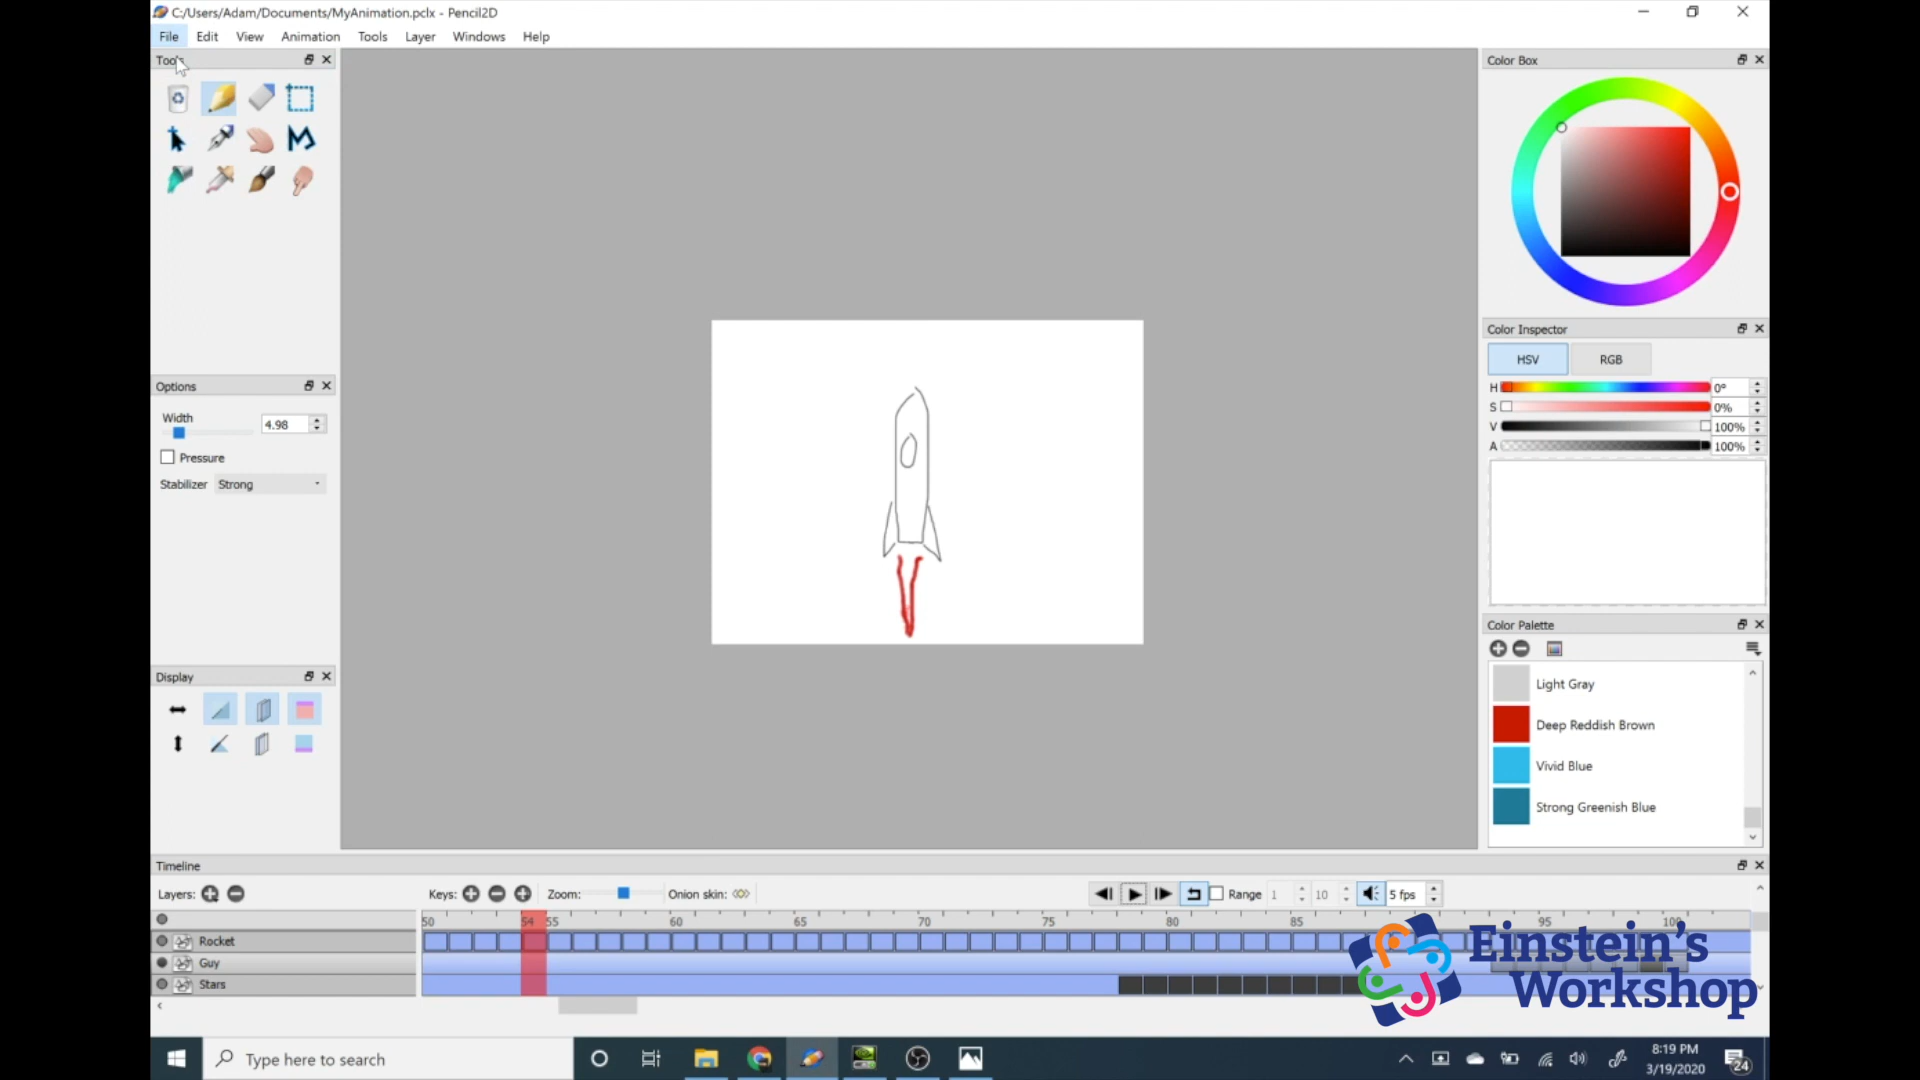 C:/Users/Adam/Documents/MyAnimation.pclx - Pencil2D
File Edit View Animation Tools Layer Windows Help
Tools
Options
Width
4.98
Pressure
Stabilizer Strong
Display
Color Box
Color Inspector
HSV RGB
H 0°
S 0%
V 100%
A 100%
Color Palette
Light Gray
Deep Reddish Brown
Vivid Blue
Strong Greenish Blue
Timeline
Layers: Keys: Zoom: Onion skin: Range 1 10 5 fps
50 54 55 60 65 70 75 80 85 95 100
Rocket
Guy
Stars
Einstein's
Workshop
Type here to search
8:19 PM
3/19/2020
24